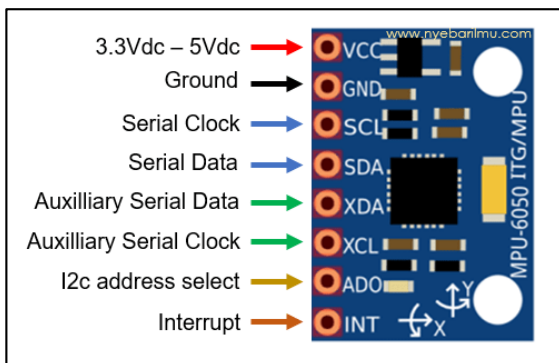 www.nyebarilmu.com
3.3Vdc – 5Vdc
VCC
Ground
GND
Serial Clock
SCL
Serial Data
SDA
Auxilliary Serial Data
XDA
Auxilliary Serial Clock
XCL
I2c address select
ADO
Interrupt
INT
X
Y
MPU-6050 ITG/MPU